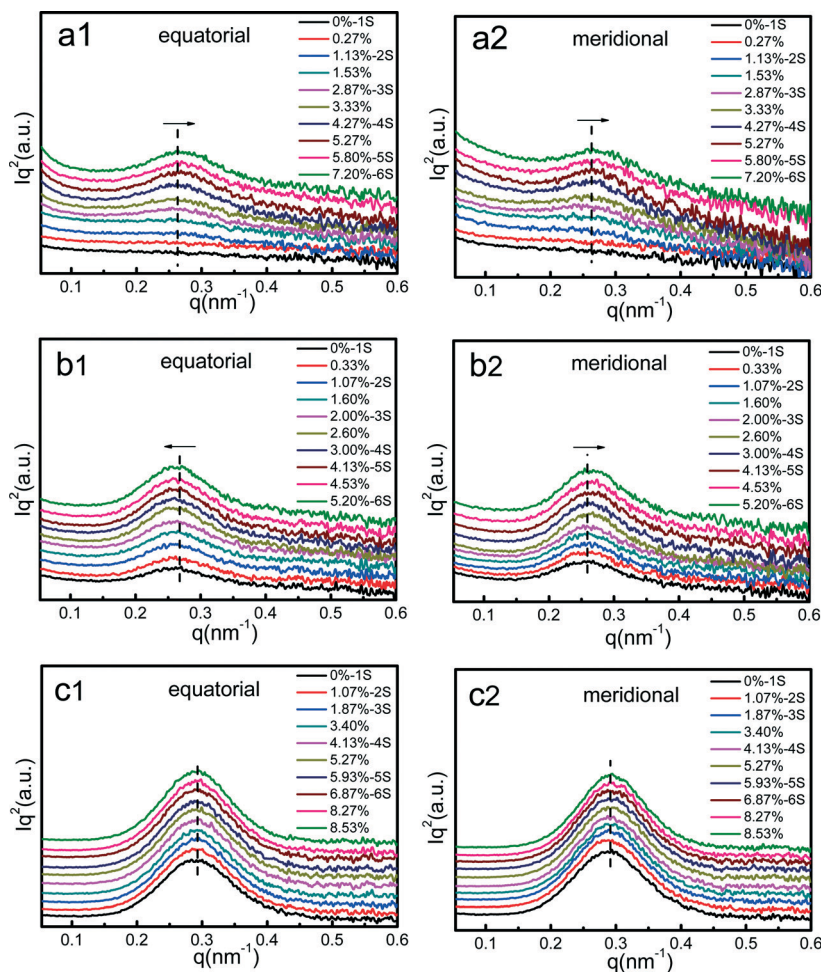 a1
equatorial
0%-1S
0.27%
1.13%-2S
1.53%
2.87%-3S
3.33%
4.27%-4S
5.27%
5.80%-5S
7.20%-6S
Iq²(a.u.)
0.1 0.2 0.3 0.4 0.5 0.6
q(nm⁻¹)
a2
meridional
0%-1S
0.27%
1.13%-2S
1.53%
2.87%-3S
3.33%
4.27%-4S
5.27%
5.80%-5S
7.20%-6S
Iq²(a.u.)
0.1 0.2 0.3 0.4 0.5 0.6
q(nm⁻¹)
b1
equatorial
0%-1S
0.33%
1.07%-2S
1.60%
2.00%-3S
2.60%
3.00%-4S
4.13%-5S
4.53%
5.20%-6S
Iq²(a.u.)
0.1 0.2 0.3 0.4 0.5 0.6
q(nm⁻¹)
b2
meridional
0%-1S
0.33%
1.07%-2S
1.60%
2.00%-3S
2.60%
3.00%-4S
4.13%-5S
4.53%
5.20%-6S
Iq²(a.u.)
0.1 0.2 0.3 0.4 0.5 0.6
q(nm⁻¹)
c1
equatorial
0%-1S
1.07%-2S
1.87%-3S
3.40%
4.13%-4S
5.27%
5.93%-5S
6.87%-6S
8.27%
8.53%
Iq²(a.u.)
0.1 0.2 0.3 0.4 0.5 0.6
q(nm⁻¹)
c2
meridional
0%-1S
1.07%-2S
1.87%-3S
3.40%
4.13%-4S
5.27%
5.93%-5S
6.87%-6S
8.27%
8.53%
Iq²(a.u.)
0.1 0.2 0.3 0.4 0.5 0.6
q(nm⁻¹)